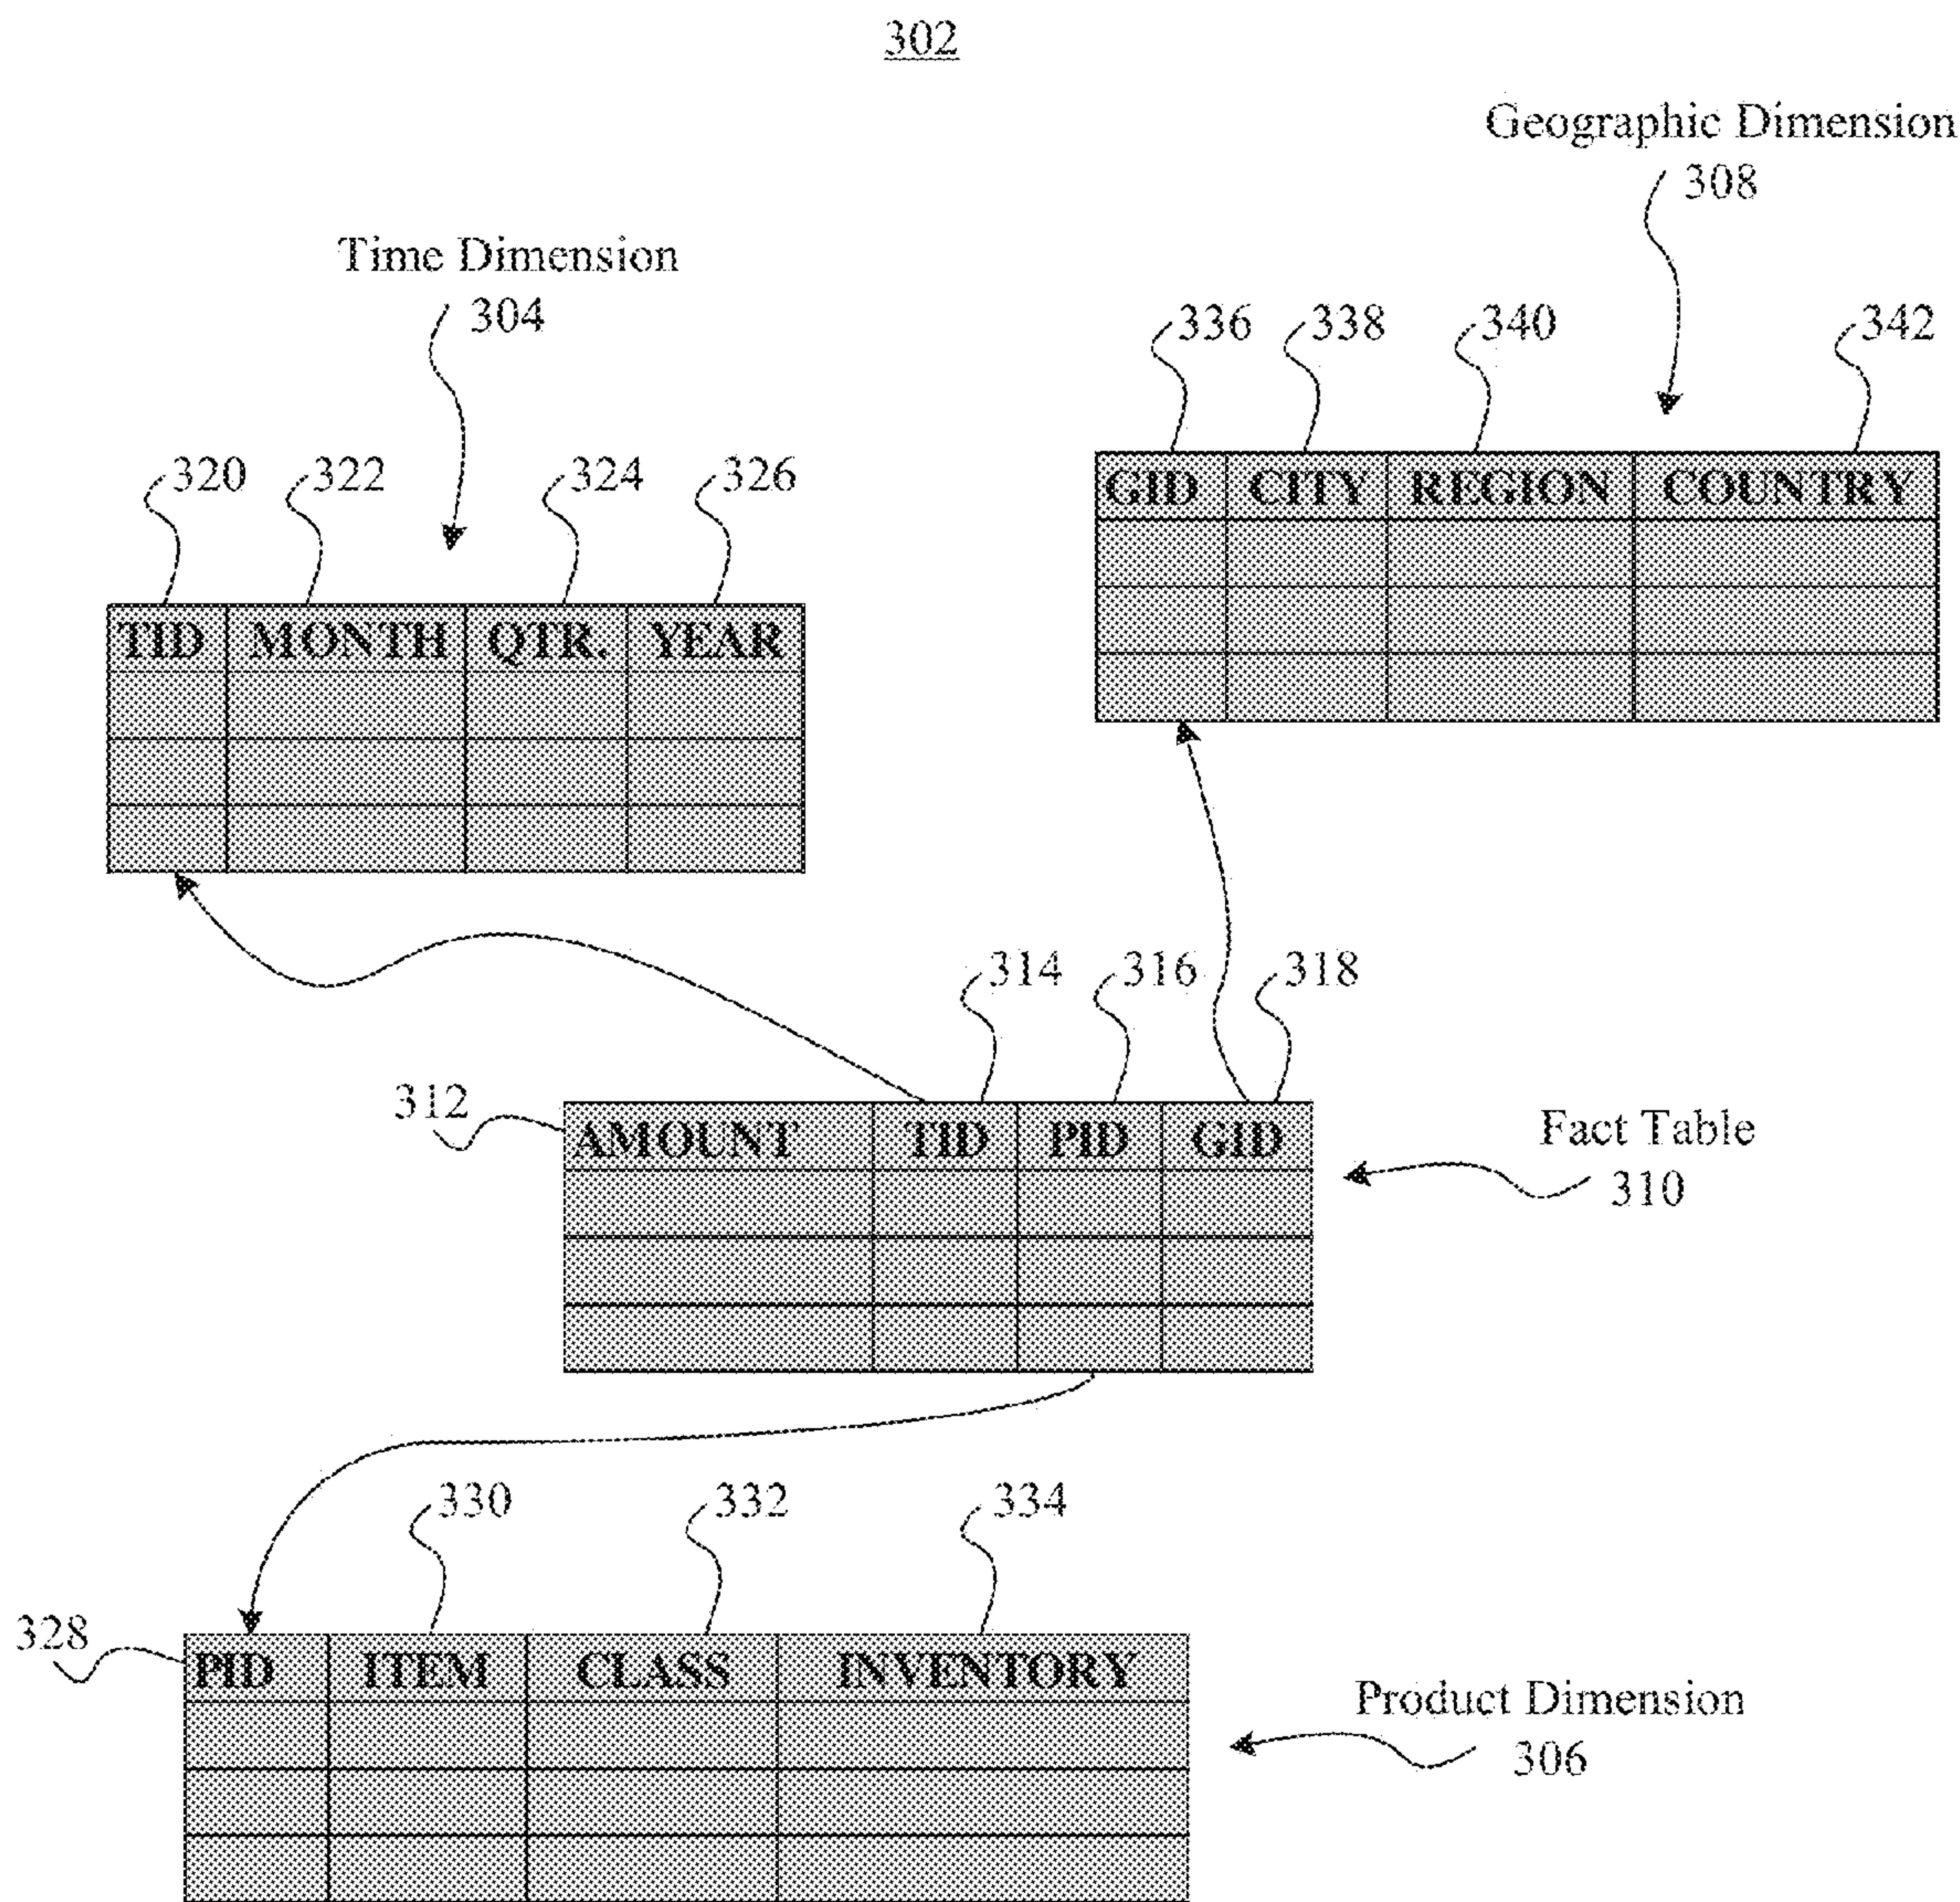 302
Geographic Dimension
308
Time Dimension
304
336 338 340 342
GID CITY REGION COUNTRY
320 322 324 326
TID MONTH QTR. YEAR
314 316 318
312
AMOUNT TID PID GID
Fact Table
310
330 332 334
328
PID ITEM CLASS INVENTORY
Product Dimension
306